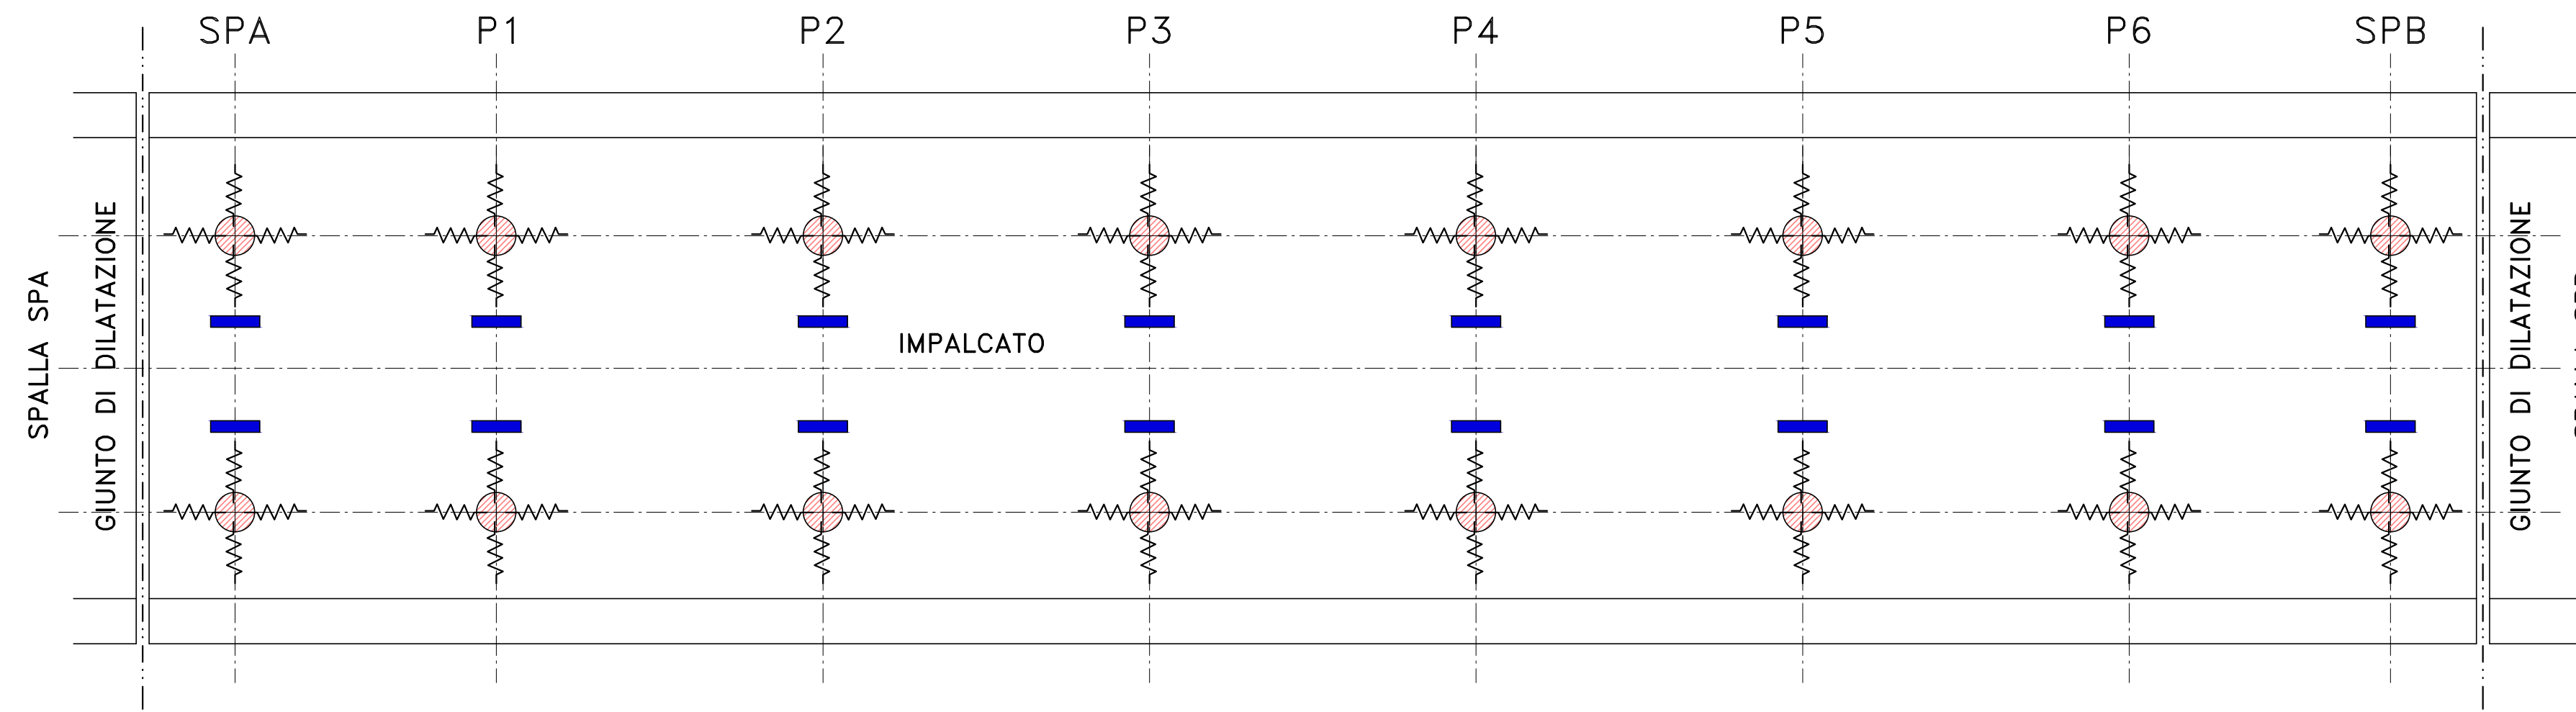 SPA P1 P2 P3 P4 P5 P6 SPB
SPALLA SPA
GIUNTO DI DILATAZIONE
IMPALCATO
GIUNTO DI DILATAZIONE